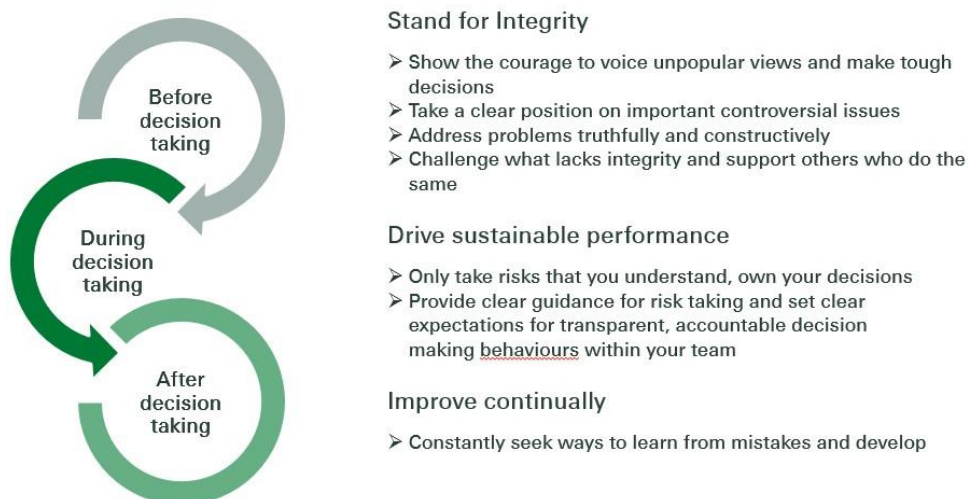 Before
decision
taking
Stand for Integrity
➢ Show the courage to voice unpopular views and make tough
decisions
➢ Take a clear position on important controversial issues
➢ Address problems truthfully and constructively
➢ Challenge what lacks integrity and support others who do the
same
During
decision
taking
Drive sustainable performance
➢ Only take risks that you understand, own your decisions
➢ Provide clear guidance for risk taking and set clear
expectations for transparent, accountable decision
making behaviours within your team
After
decision
taking
Improve continually
➢ Constantly seek ways to learn from mistakes and develop